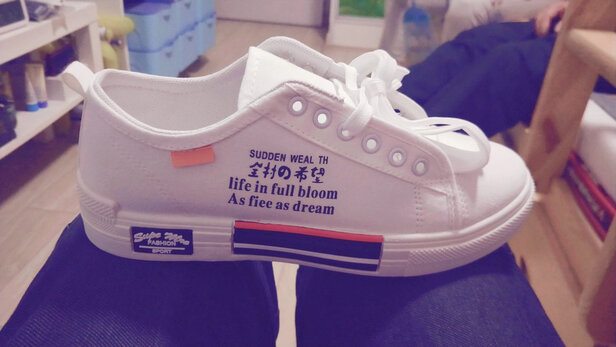 SUDDEN WEAL TH
全村の希望
life in full bloom
As fiee as dream
FASHION
SPORT